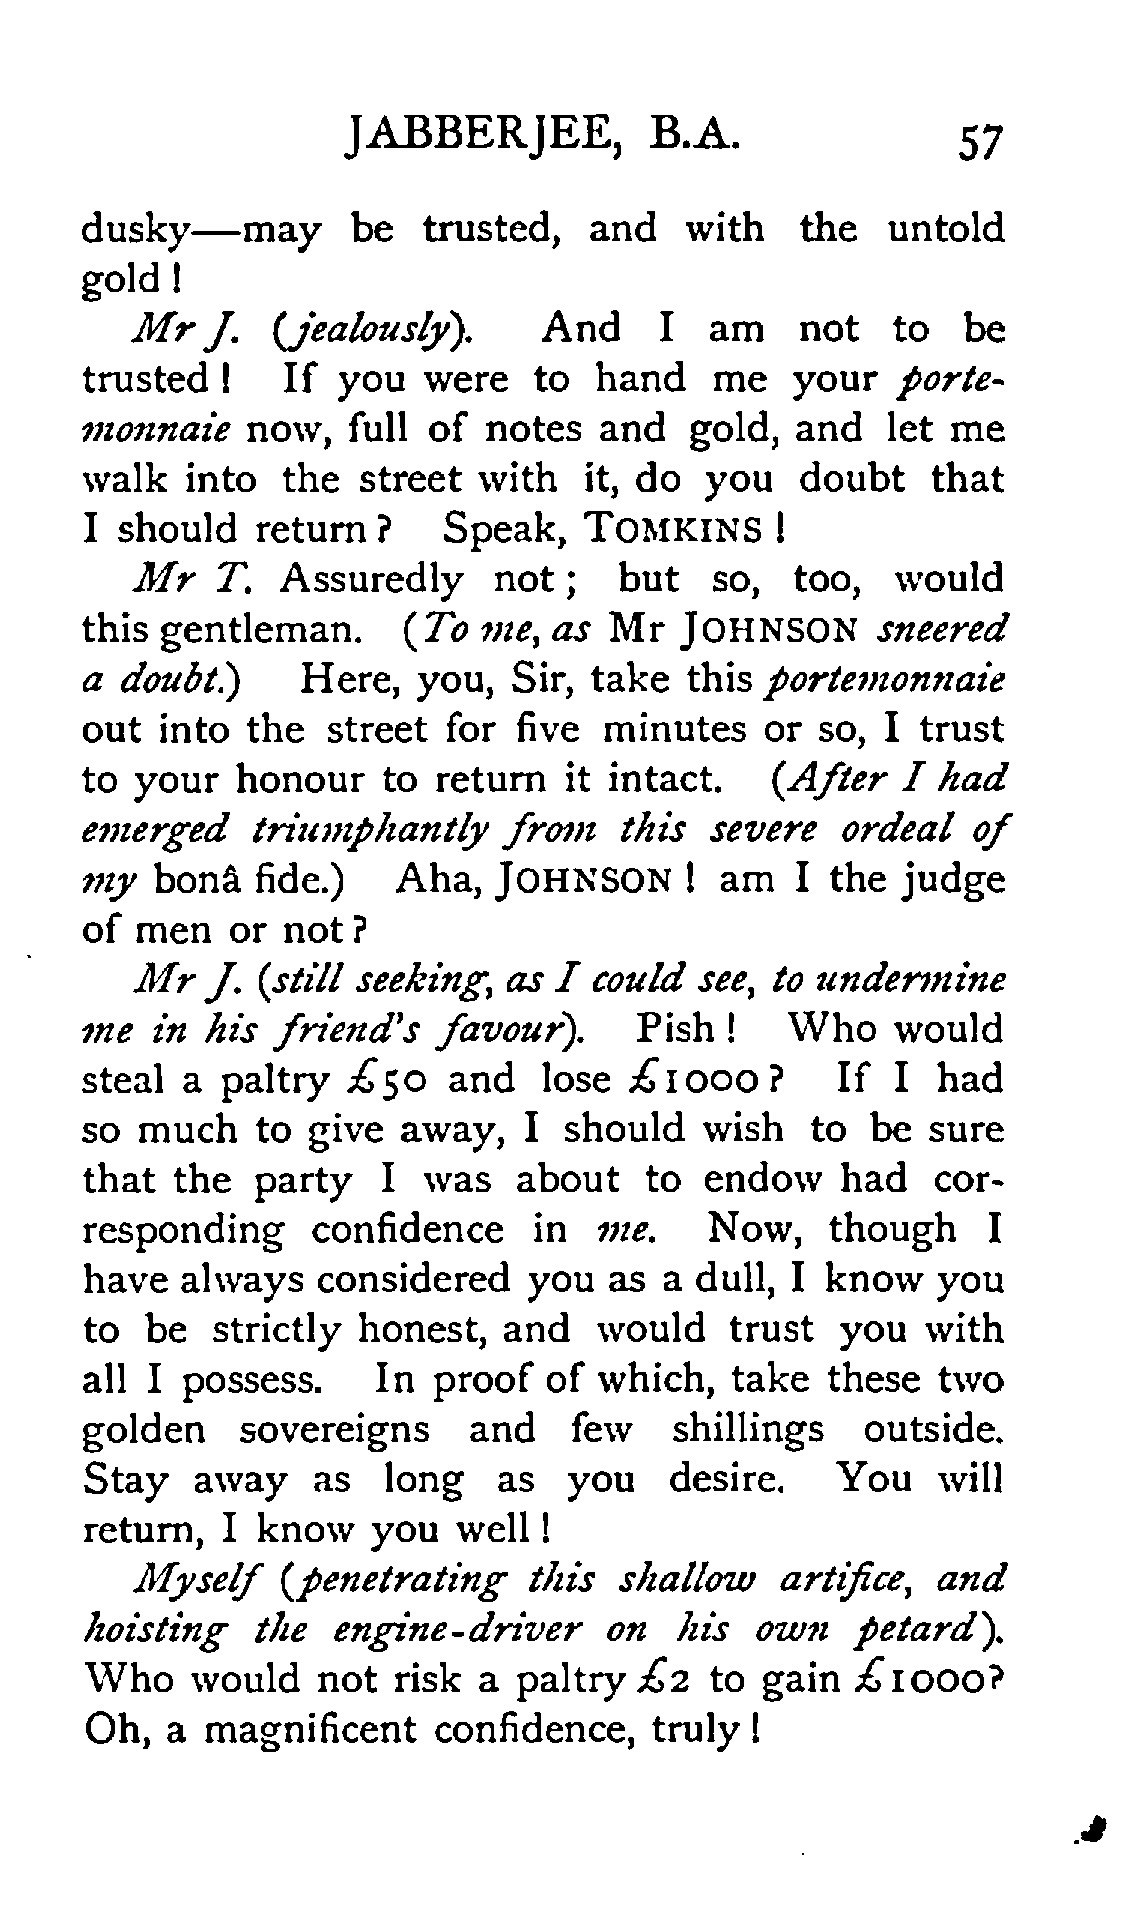 JABBERJEE, B.A. 57
dusky—may be trusted, and with the untold
gold !
Mr J. (jealously). And I am not to be
trusted ! If you were to hand me your porte-
monnaie now, full of notes and gold, and let me
walk into the street with it, do you doubt that
I should return ? Speak, TOMKINS !
Mr T. Assuredly not ; but so, too, would
this gentleman. (To me, as Mr JOHNSON sneered
a doubt.) Here, you, Sir, take this portemonnaie
out into the street for five minutes or so, I trust
to your honour to return it intact. (After I had
emerged triumphantly from this severe ordeal of
my bonâ fide.) Aha, JOHNSON ! am I the judge
of men or not ?
Mr J. (still seeking, as I could see, to undermine
me in his friend's favour). Pish ! Who would
steal a paltry £50 and lose £1000 ? If I had
so much to give away, I should wish to be sure
that the party I was about to endow had cor-
responding confidence in me. Now, though I
have always considered you as a dull, I know you
to be strictly honest, and would trust you with
all I possess. In proof of which, take these two
golden sovereigns and few shillings outside.
Stay away as long as you desire. You will
return, I know you well !
Myself (penetrating this shallow artifice, and
hoisting the engine-driver on his own petard).
Who would not risk a paltry £2 to gain £1000?
Oh, a magnificent confidence, truly !